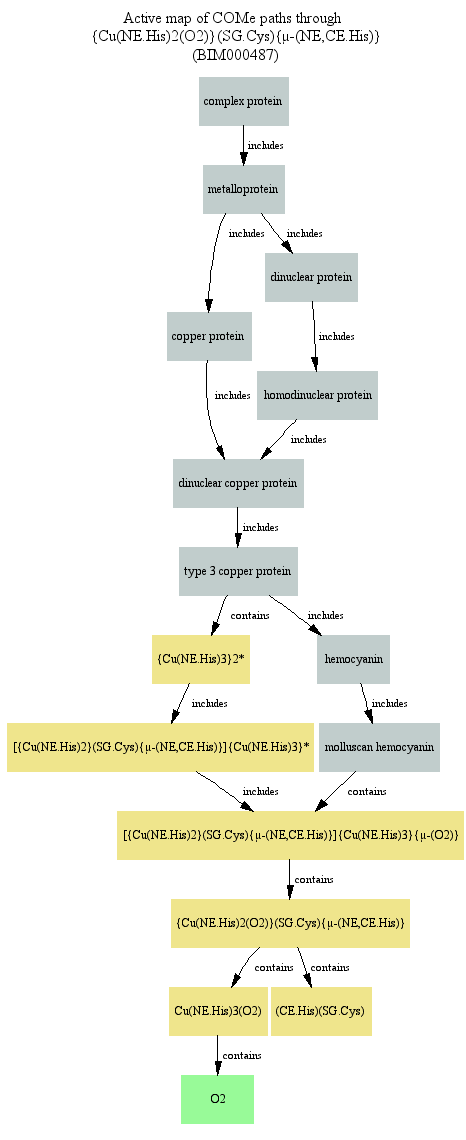 Active map of COMe paths through
{Cu(NE.His)2(O2)}(SG.Cys){μ-(NE,CE.His)}
(BIM000487)
complex protein
includes
metalloprotein
includes
includes
dinuclear protein
copper protein
includes
includes
homodinuclear protein
includes
dinuclear copper protein
includes
type 3 copper protein
contains
includes
{Cu(NE.His)3}2*
hemocyanin
includes
includes
[{Cu(NE.His)2}(SG.Cys){μ-(NE,CE.His)}]{Cu(NE.His)3}*
molluscan hemocyanin
includes
contains
[{Cu(NE.His)2}(SG.Cys){μ-(NE,CE.His)}]{Cu(NE.His)3}{μ-(O2)}
contains
{Cu(NE.His)2(O2)}(SG.Cys){μ-(NE,CE.His)}
contains
contains
Cu(NE.His)3(O2)
(CE.His)(SG.Cys)
contains
O2